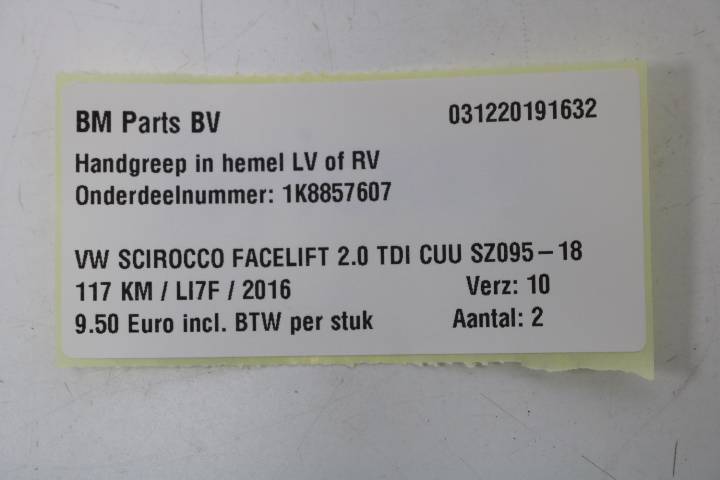 BM Parts BV 031220191632
Handgreep in hemel LV of RV
Onderdeelnummer: 1K8857607
VW SCIROCCO FACELIFT 2.0 TDI CUU SZ095-18
117 KM / LI7F / 2016 Verz: 10
9.50 Euro incl. BTW per stuk Aantal: 2